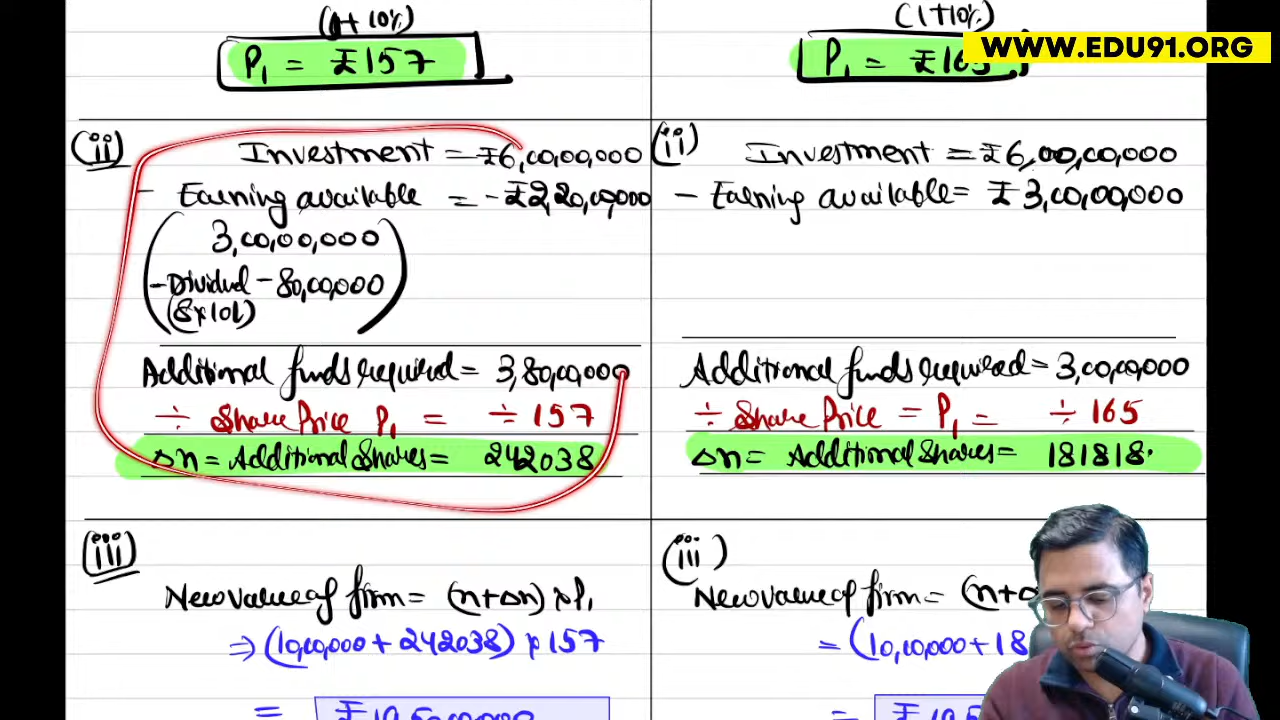 (1+10%)
P₁ = ₹157
(ii)
Investment = ₹6,00,00,000
- Earning available = -₹2,20,00,000
3,00,00,000
-Divided - 80,00,000
(8×10L)
Additional funds required = 3,80,00,000
÷ Share Price P₁ = ÷ 157
Δn = Additional Shares = 242038
(iii)
New value of firm = (n+Δn) × P₁
⇒ (10,00,000 + 242038) × 157
=
(1+10%)
P₁ = ₹165
WWW.EDU91.ORG
(ii)
Investment = ₹6,00,00,000
- Earning available = ₹3,00,00,000
Additional funds required = 3,00,00,000
÷ Share Price = P₁ = ÷ 165
Δn = Additional Shares = 181818.
(iii)
New value of firm = (n+Δ
= (10,00,000+18
=